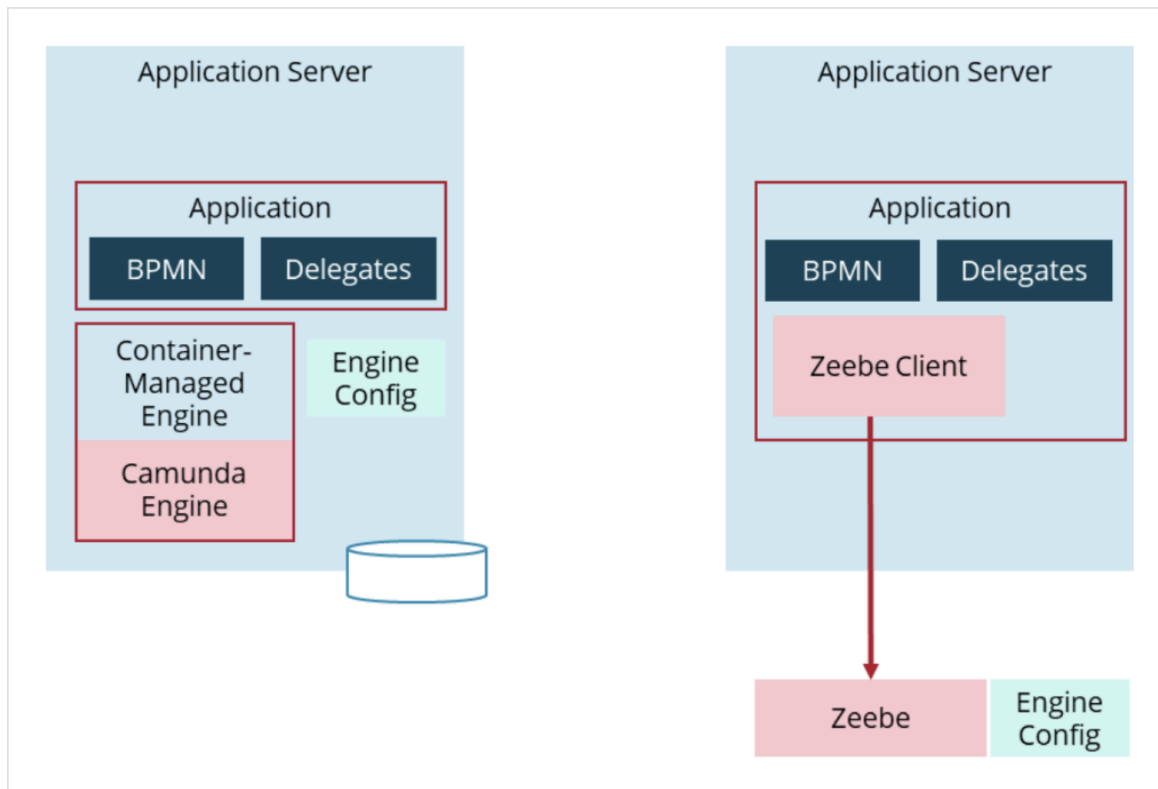 Application Server
Application
BPMN
Delegates
Container-
Managed
Engine
Engine
Config
Camunda
Engine
Application Server
Application
BPMN
Delegates
Zeebe Client
Zeebe
Engine
Config